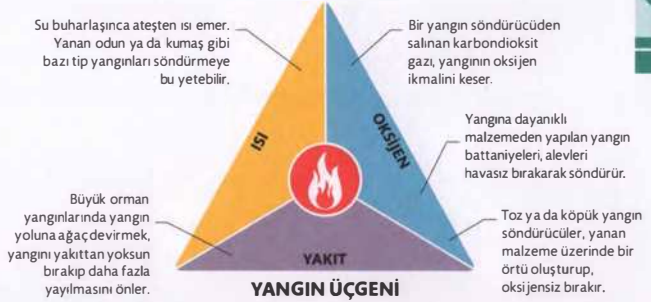 Su buharlaşınca ateşten ısı emer.
Yanan odun ya da kumaş gibi
bazı tip yangınları söndürmeye
bu yetebilir.
Bir yangın söndürücüden
salınan karbondioksit
gazı, yangının oksijen
ikmalini keser.
Yangına dayanıklı
malzemeden yapılan yangın
battaniyeleri, alevleri
havasız bırakarak söndürür.
ISI
OKSİJEN
Büyük orman
yangınlarında yangın
yoluna ağaç devirmek,
yangını yakıttan yoksun
bırakıp daha fazla
yayılmasını önler.
Toz ya da köpük yangın
söndürücüler, yanan
malzeme üzerinde bir
örtü oluşturup,
oksijensiz bırakır.
YAKIT
YANGIN ÜÇGENİ